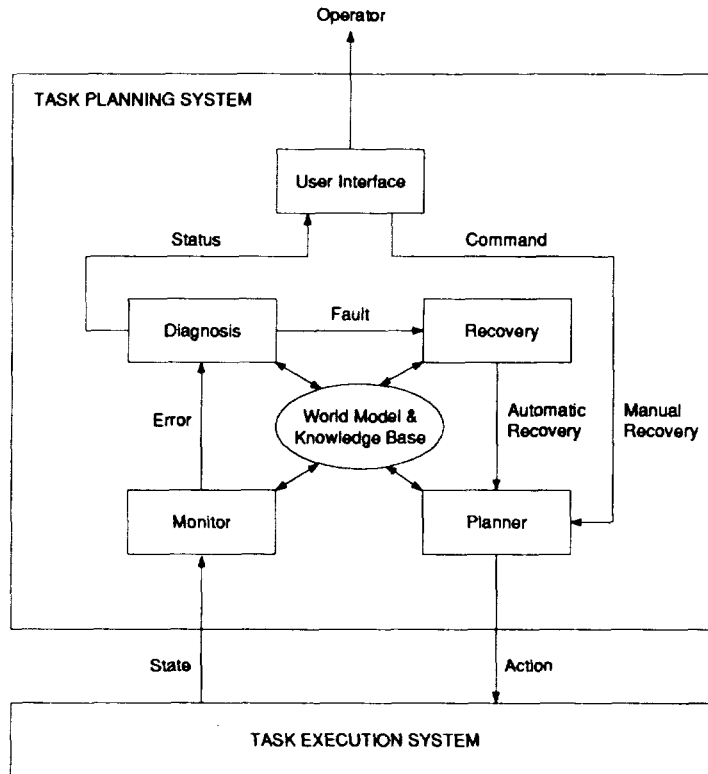 Operator
TASK PLANNING SYSTEM
User Interface
Status
Command
Diagnosis
Fault
Recovery
Error
World Model &
Knowledge Base
Automatic
Recovery
Manual
Recovery
Monitor
Planner
State
Action
TASK EXECUTION SYSTEM